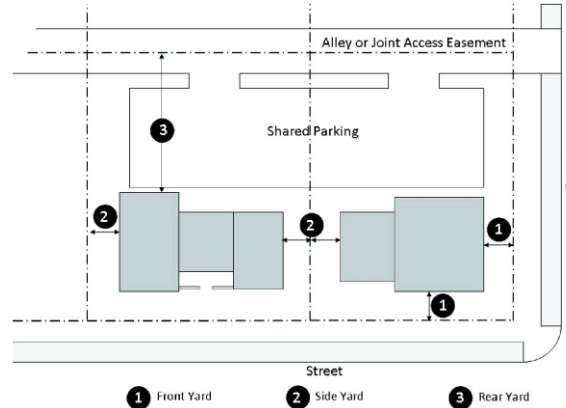 Alley or Joint Access Easement
3
Shared Parking
2
2
1
1
Street
1 Front Yard 2 Side Yard 3 Rear Yard